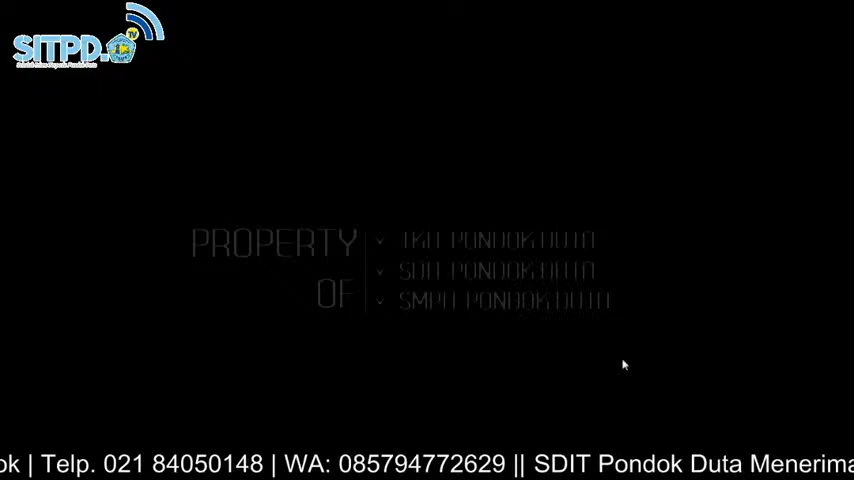 SITPD.
TV
PROPERTY
OF
TKIT PONDOK DUTA
SDIT PONDOK DUTA
SMPIT PONDOK DUTA
ok | Telp. 021 84050148 | WA: 085794772629 || SDIT Pondok Duta Menerima